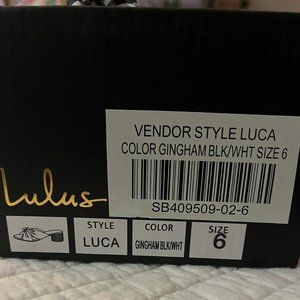 VENDOR STYLE LUCA
COLOR GINGHAM BLK/WHT SIZE 6
SB409509-02-6
Lulus
STYLE
LUCA
COLOR
GINGHAM BLK/WHT
SIZE
6